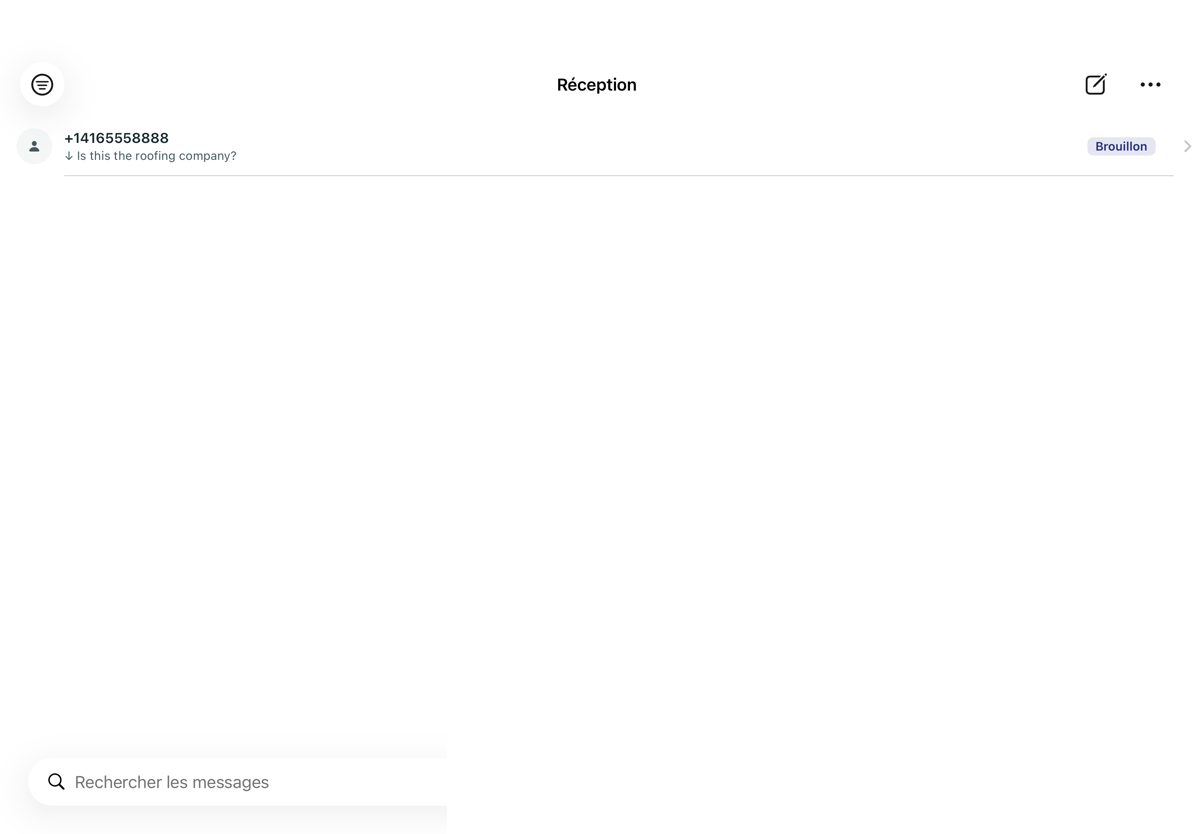 Réception
+14165558888
↓ Is this the roofing company?
Brouillon
Rechercher les messages